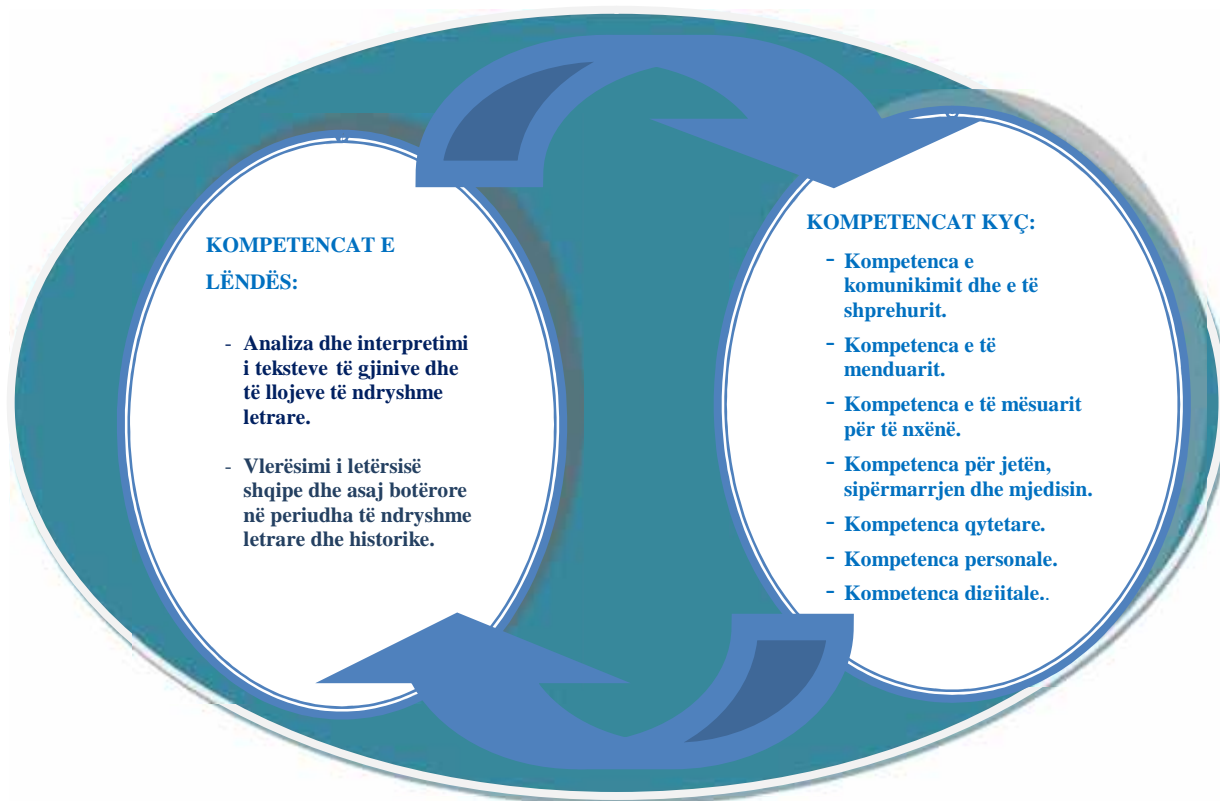 KOMPETENCAT E
LËNDËS:
- Analiza dhe interpretimi
i teksteve të gjinive dhe
të llojeve të ndryshme
letrare.
- Vlerësimi i letërsisë
shqipe dhe asaj botërore
në periudha të ndryshme
letrare dhe historike.
KOMPETENCAT KYÇ:
- Kompetenca e
komunikimit dhe e të
shprehurit.
- Kompetenca e të
menduarit.
- Kompetenca e të mësuarit
për të nxënë.
- Kompetenca për jetën,
sipërmarrjen dhe mjedisin.
- Kompetenca qytetare.
- Kompetenca personale.
- Kompetenca digjitale..